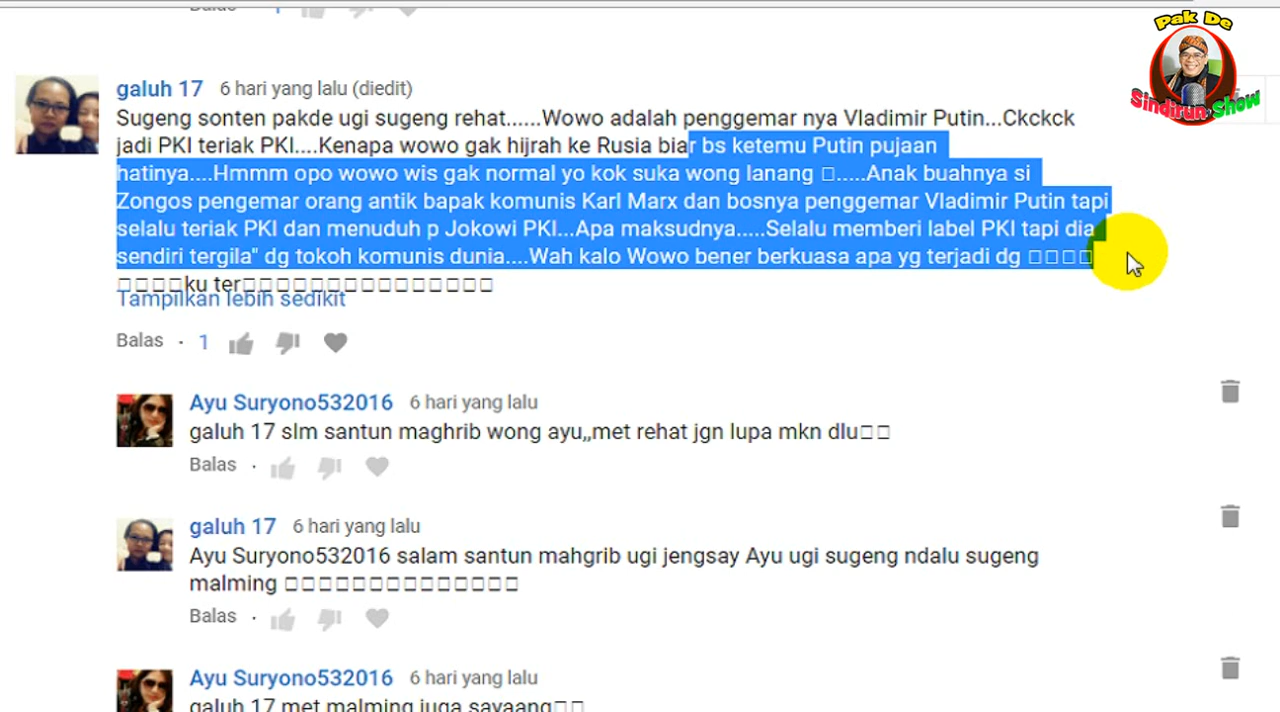 Balas 1
Pak De
Sindirun Show
galuh 17 6 hari yang lalu (diedit)
Sugeng sonten pakde ugi sugeng rehat......Wowo adalah penggemar nya Vladimir Putin...Ckckck
jadi PKI teriak PKI....Kenapa wowo gak hijrah ke Rusia biar bs ketemu Putin pujaan
hatinya....Hmmm opo wowo wis gak normal yo kok suka wong lanang □.....Anak buahnya si
Zongos pengemar orang antik bapak komunis Karl Marx dan bosnya penggemar Vladimir Putin tapi
selalu teriak PKI dan menuduh p Jokowi PKI...Apa maksudnya.....Selalu memberi label PKI tapi dia
sendiri tergila" dg tokoh komunis dunia....Wah kalo Wowo bener berkuasa apa yg terjadi dg □□□□
□□□□ku ter□□□□□□□□□□□□□□□
Tampilkan lebih sedikit
Balas · 1
Ayu Suryono532016 6 hari yang lalu
galuh 17 slm santun maghrib wong ayu,,met rehat jgn lupa mkn dlu□□
Balas ·
galuh 17 6 hari yang lalu
Ayu Suryono532016 salam santun mahgrib ugi jengsay Ayu ugi sugeng ndalu sugeng
malming □□□□□□□□□□□□□□
Balas ·
Ayu Suryono532016 6 hari yang lalu
galuh 17 met malming juga sayaang□□